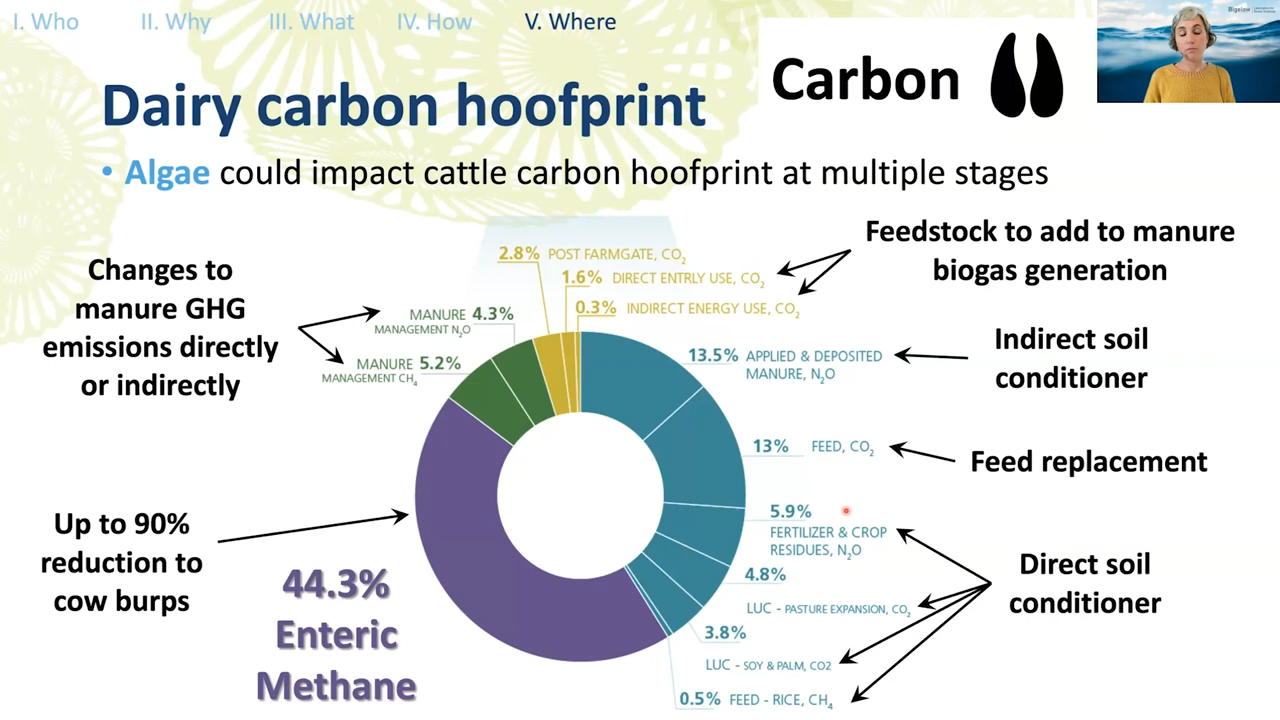 I. Who II. Why III. What IV. How V. Where
Bigelow
Carbon
Dairy carbon hoofprint
• Algae could impact cattle carbon hoofprint at multiple stages
Changes to
manure GHG
emissions directly
or indirectly
Up to 90%
reduction to
cow burps
44.3%
Enteric
Methane
MANURE 4.3%
MANAGEMENT N₂O
MANURE 5.2%
MANAGEMENT CH₄
2.8% POST FARMGATE, CO₂
1.6% DIRECT ENTRLY USE, CO₂
0.3% INDIRECT ENERGY USE, CO₂
13.5% APPLIED & DEPOSITED
MANURE, N₂O
13% FEED, CO₂
5.9%
FERTILIZER & CROP
RESIDUES, N₂O
4.8%
LUC - PASTURE EXPANSION, CO₂
3.8%
LUC - SOY & PALM, CO2
0.5% FEED - RICE, CH₄
Feedstock to add to manure
biogas generation
Indirect soil
conditioner
Feed replacement
Direct soil
conditioner